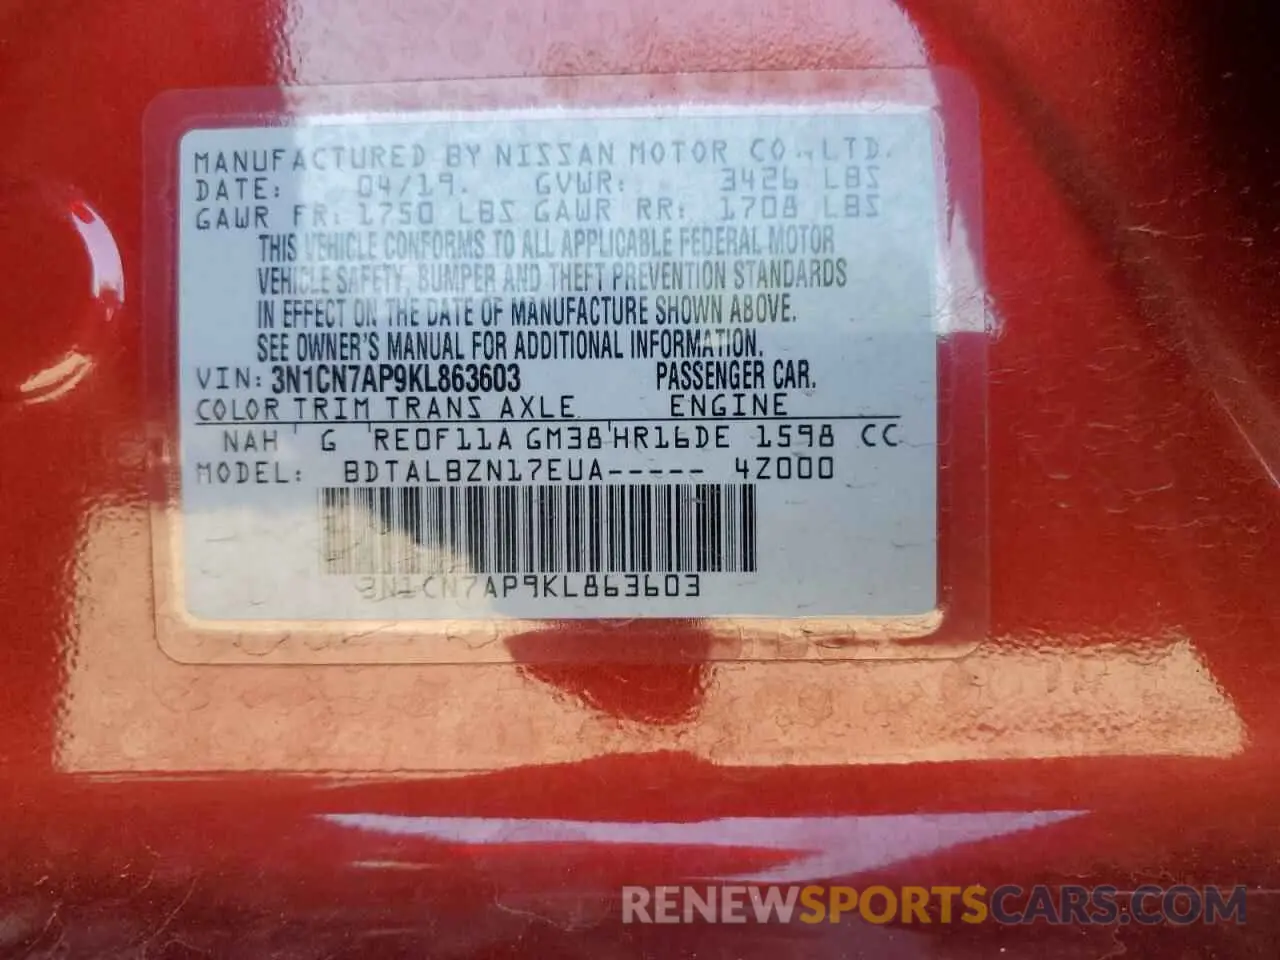 MANUFACTURED BY NISSAN MOTOR CO., LTD.
DATE: 04/19. GVWR: 3426 LBS
GAWR FR: 1750 LBS GAWR RR: 1708 LBS
THIS VEHICLE CONFORMS TO ALL APPLICABLE FEDERAL MOTOR
VEHICLE SAFETY, BUMPER AND THEFT PREVENTION STANDARDS
IN EFFECT ON THE DATE OF MANUFACTURE SHOWN ABOVE.
SEE OWNER'S MANUAL FOR ADDITIONAL INFORMATION.
VIN: 3N1CN7AP9KL863603 PASSENGER CAR.
COLOR TRIM TRANS AXLE ENGINE
NAH G RE0F11A GM38 HR16DE 1598 CC
MODEL: BDTALBZN17EUA----- 4Z000
3N1CN7AP9KL863603
RENEWSPORTSCARS.COM